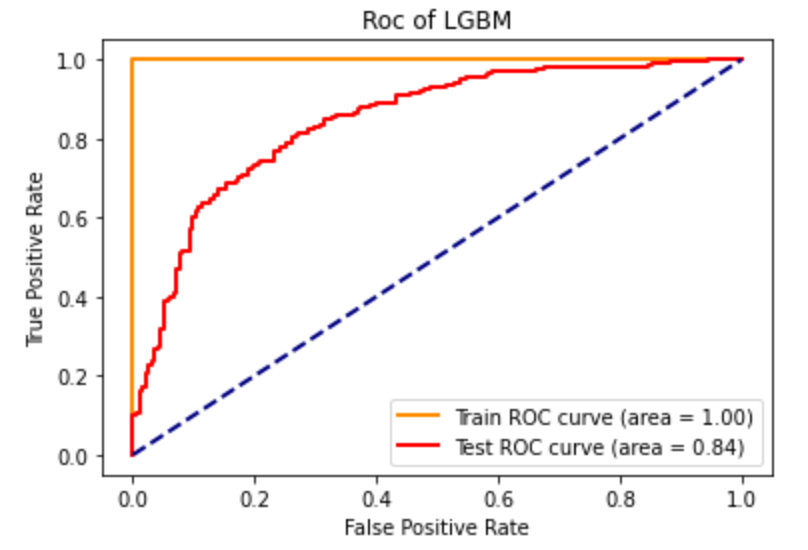 Roc of LGBM
1.0
0.8
0.6
0.4
0.2
0.0
True Positive Rate
Train ROC curve (area = 1.00)
Test ROC curve (area = 0.84)
0.0 0.2 0.4 0.6 0.8 1.0
False Positive Rate